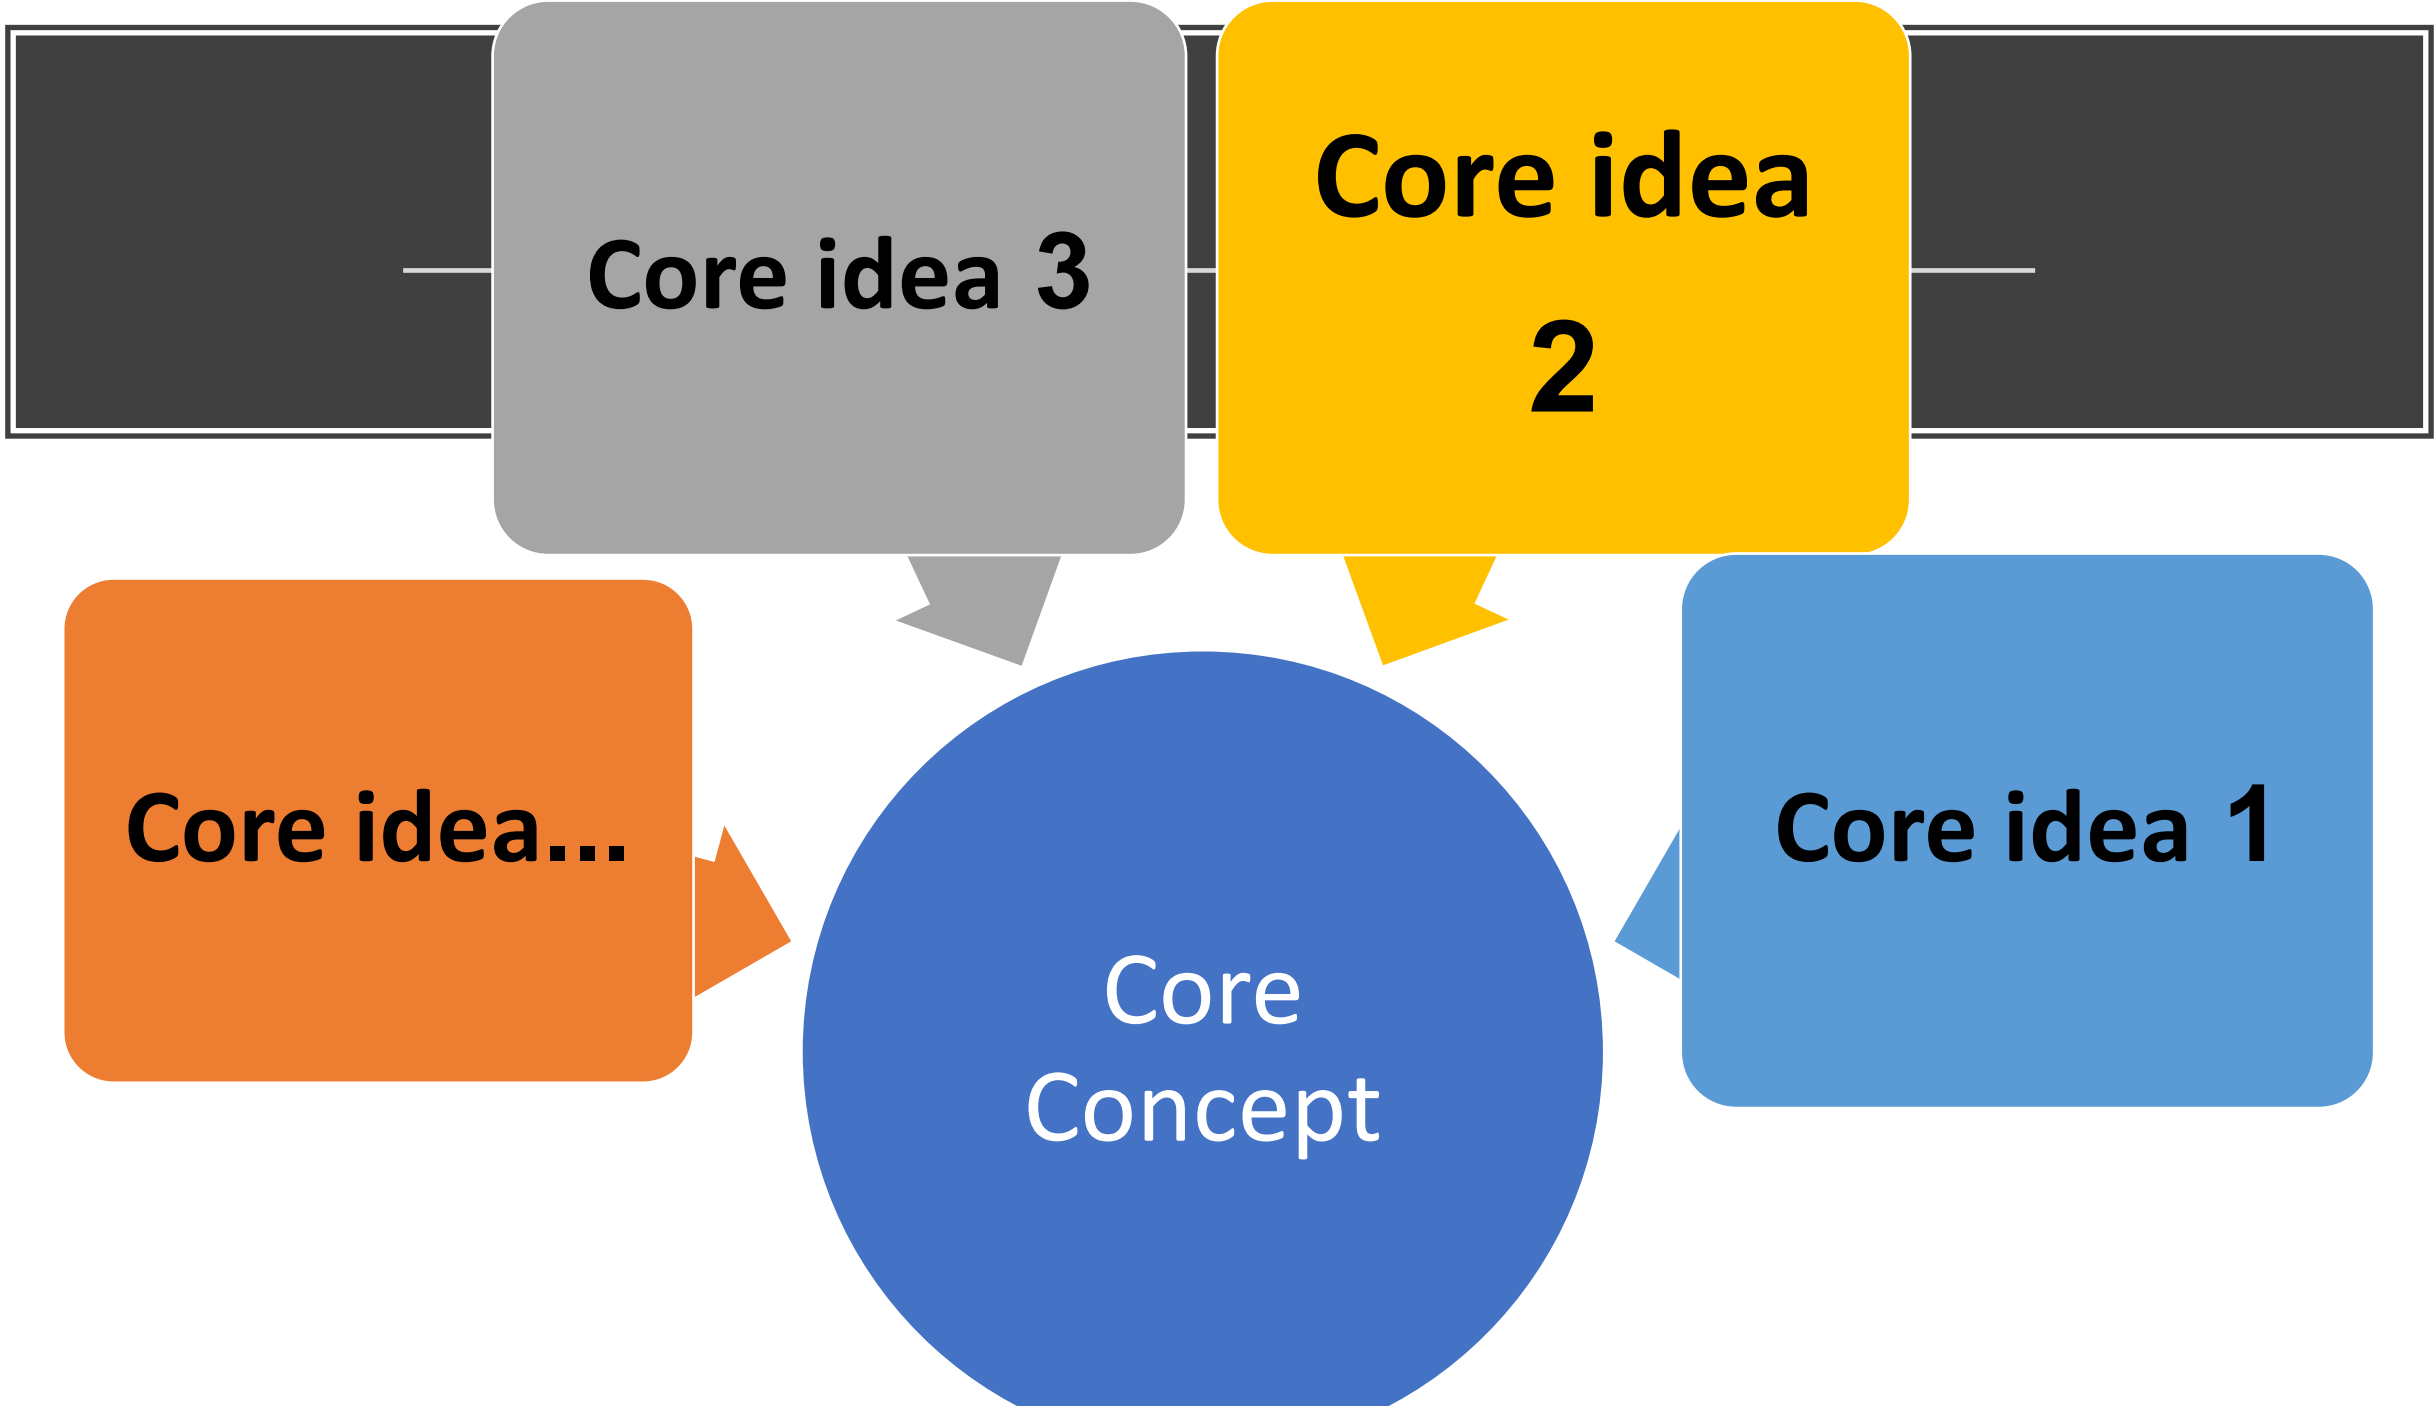 Core idea 3
Core idea
2
Core idea...
Core idea 1
Core
Concept